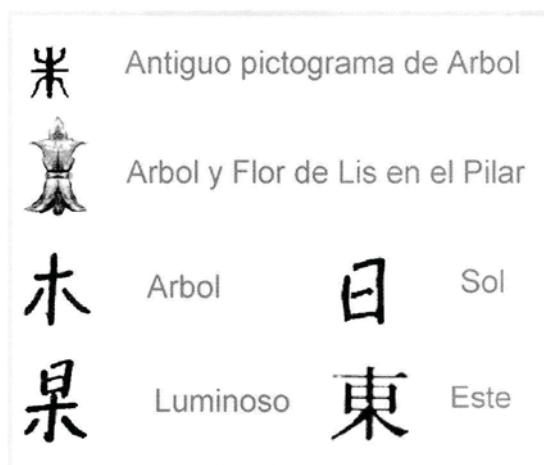 Antiguo pictograma de Arbol
Arbol y Flor de Lis en el Pilar
木 Arbol 日 Sol
杲 Luminoso 東 Este